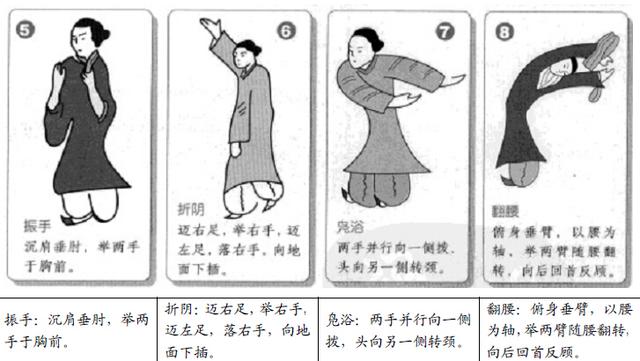 5
振手
沉肩垂肘，举两手
于胸前。
6
折阴
迈右足，举右手，迈
左足，落右手，向地
面下插。
7
凫浴
两手并行向一侧拨，
头向另一侧转颈。
8
翻腰
俯身垂臂，以腰为
轴，举两臂随腰翻
转，向后回首反顾。
振手：沉肩垂肘，举两
手于胸前。
折阴：迈右足，举右手，
迈左足，落右手，向地
面下插。
凫浴：两手并行向一侧
拨，头向另一侧转颈。
翻腰：俯身垂臂，以腰
为轴，举两臂随腰翻转，
向后回首反顾。